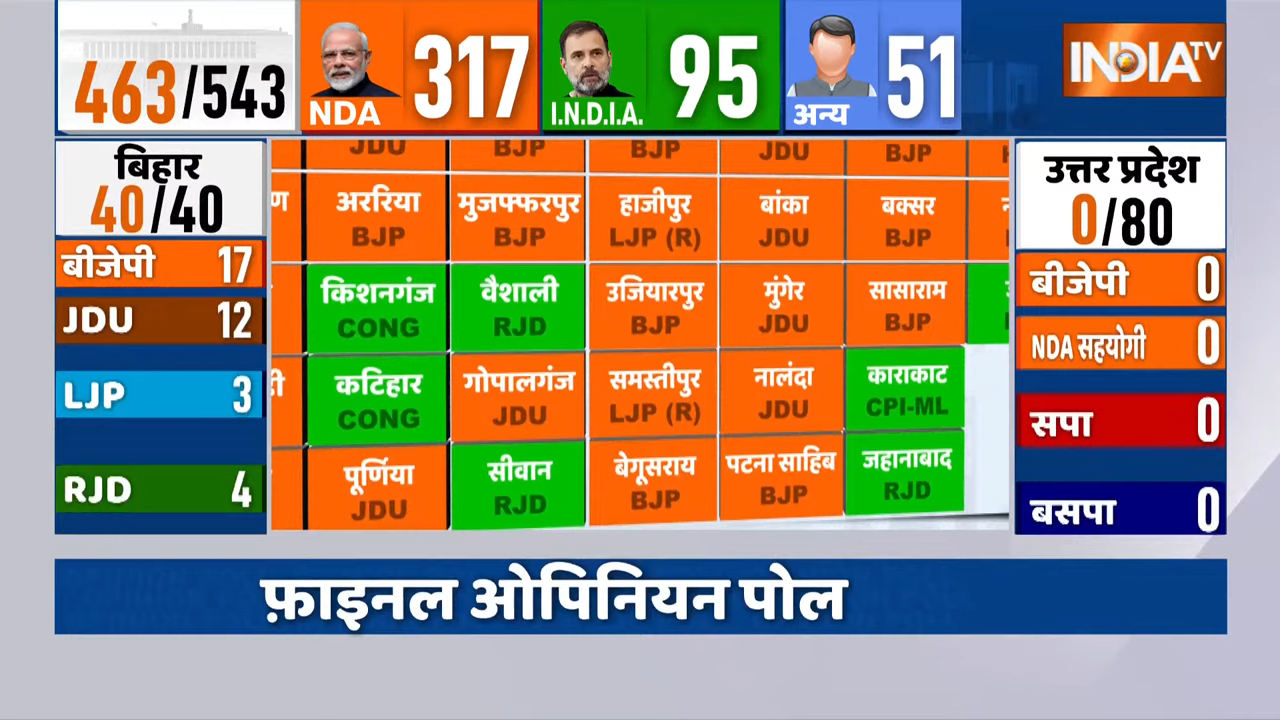 463/543
NDA 317
I.N.D.I.A. 95
अन्य 51
INDIA TV
बिहार
40/40
बीजेपी 17
JDU 12
LJP 3
RJD 4
JDU BJP BJP JDU BJP
अररिया मुजफ्फरपुर हाजीपुर बांका बक्सर
BJP BJP LJP (R) JDU BJP
किशनगंज वैशाली उजियारपुर मुंगेर सासाराम
CONG RJD BJP JDU BJP
कटिहार गोपालगंज समस्तीपुर नालंदा काराकाट
CONG JDU LJP (R) JDU CPI-ML
पूर्णिया सीवान बेगूसराय पटना साहिब जहानाबाद
JDU RJD BJP BJP RJD
उत्तर प्रदेश
0/80
बीजेपी 0
NDA सहयोगी 0
सपा 0
बसपा 0
फ़ाइनल ओपिनियन पोल